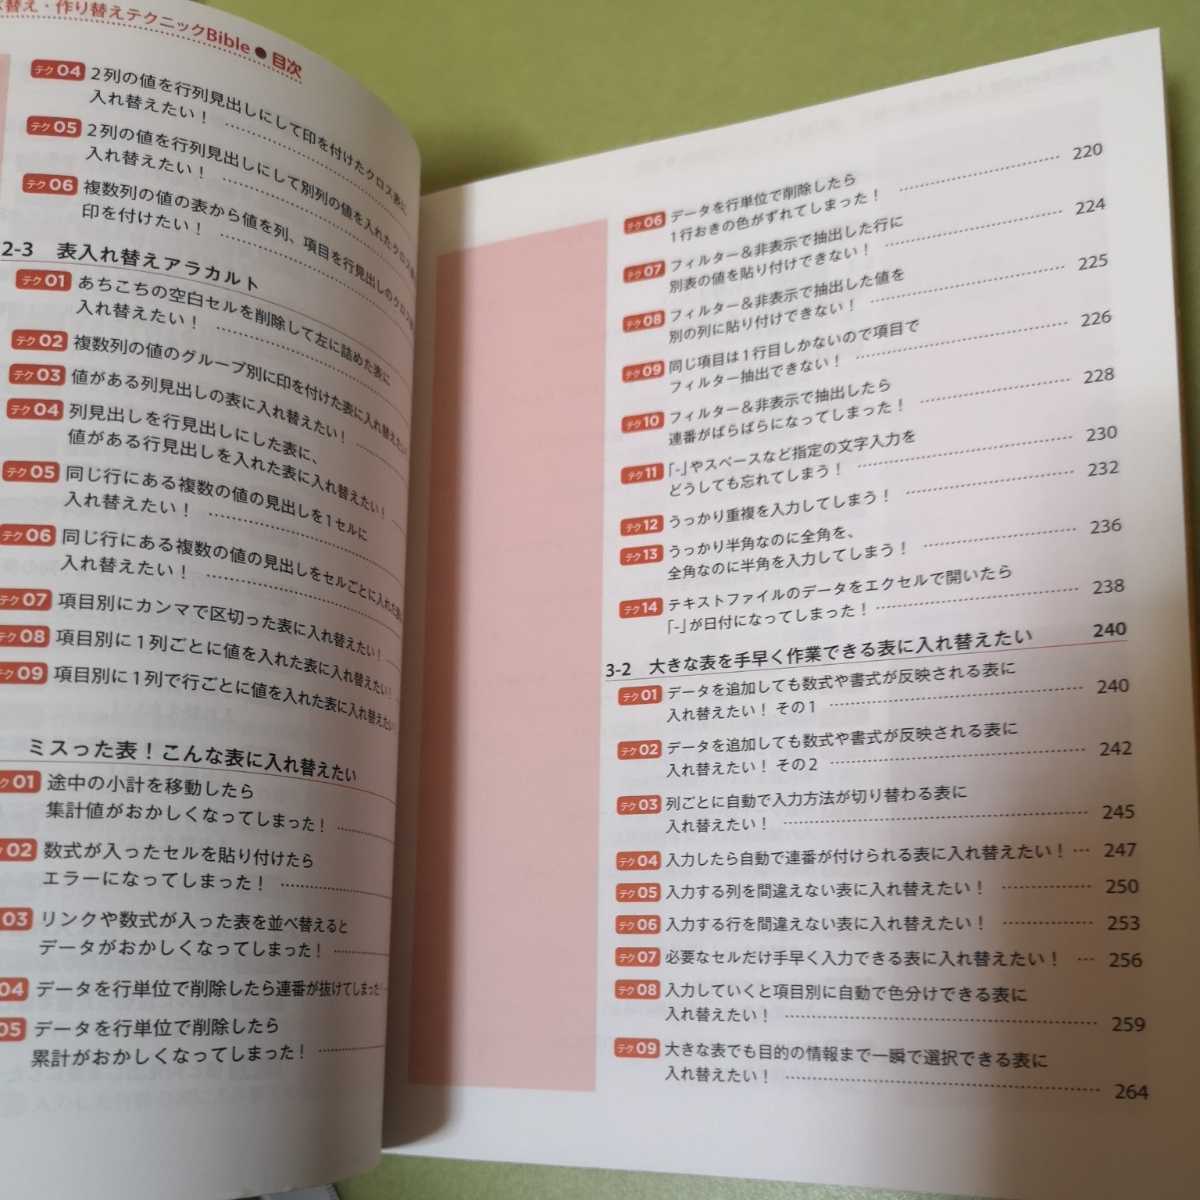 替え・作り替えテクニックBible ● 目次
テク04 2列の値を行列見出しにして印を付けたクロス表に
入れ替えたい！
テク05 2列の値を行列見出しにして別列の値を入れたクロス表に
入れ替えたい！
テク06 複数列の値の表から値を列、項目を行見出しのクロス
印を付けたい！
2-3 表入れ替えアラカルト
テク01 あちこちの空白セルを削除して左に詰めた表に
入れ替えたい！
テク02 複数列の値のグループ別に印を付けた表に入れ替えたい
テク03 値がある列見出しの表に入れ替えたい！
テク04 列見出しを行見出しにした表に、
値がある行見出しを入れた表に入れ替えたい！
テク05 同じ行にある複数の値の見出しを1セルに
入れ替えたい！
テク06 同じ行にある複数の値の見出しをセルごとに入れた
入れ替えたい！
テク07 項目別にカンマで区切った表に入れ替えたい！
テク08 項目別に1列ごとに値を入れた表に入れ替えたい！
テク09 項目別に1列で行ごとに値を入れた表に入れ替えたい！
ミスった表！こんな表に入れ替えたい
01 途中の小計を移動したら
集計値がおかしくなってしまった！
02 数式が入ったセルを貼り付けたら
エラーになってしまった！
03 リンクや数式が入った表を並べ替えると
データがおかしくなってしまった！
04 データを行単位で削除したら連番が抜けてしまった！
05 データを行単位で削除したら
累計がおかしくなってしまった！
テク06 データを行単位で削除したら
1行おきの色がずれてしまった！ 220
テク07 フィルター＆非表示で抽出した行に
別表の値を貼り付けできない！ 224
テク08 フィルター＆非表示で抽出した値を
別の列に貼り付けできない！ 225
テク09 同じ項目は1行目しかないので項目で
フィルター抽出できない！ 226
テク10 フィルター＆非表示で抽出したら
連番がばらばらになってしまった！ 228
テク11 「-」やスペースなど指定の文字入力を
どうしても忘れてしまう！ 230
テク12 うっかり重複を入力してしまう！ 232
テク13 うっかり半角なのに全角を、
全角なのに半角を入力してしまう！ 236
テク14 テキストファイルのデータをエクセルで開いたら
「-」が日付になってしまった！ 238
3-2 大きな表を手早く作業できる表に入れ替えたい 240
テク01 データを追加しても数式や書式が反映される表に
入れ替えたい！ その1 240
テク02 データを追加しても数式や書式が反映される表に
入れ替えたい！ その2 242
テク03 列ごとに自動で入力方法が切り替わる表に
入れ替えたい！ 245
テク04 入力したら自動で連番が付けられる表に入れ替えたい！ 247
テク05 入力する列を間違えない表に入れ替えたい！ 250
テク06 入力する行を間違えない表に入れ替えたい！ 253
テク07 必要なセルだけ手早く入力できる表に入れ替えたい！ 256
テク08 入力していくと項目別に自動で色分けできる表に
入れ替えたい！ 259
テク09 大きな表でも目的の情報まで一瞬で選択できる表に
入れ替えたい！ 264